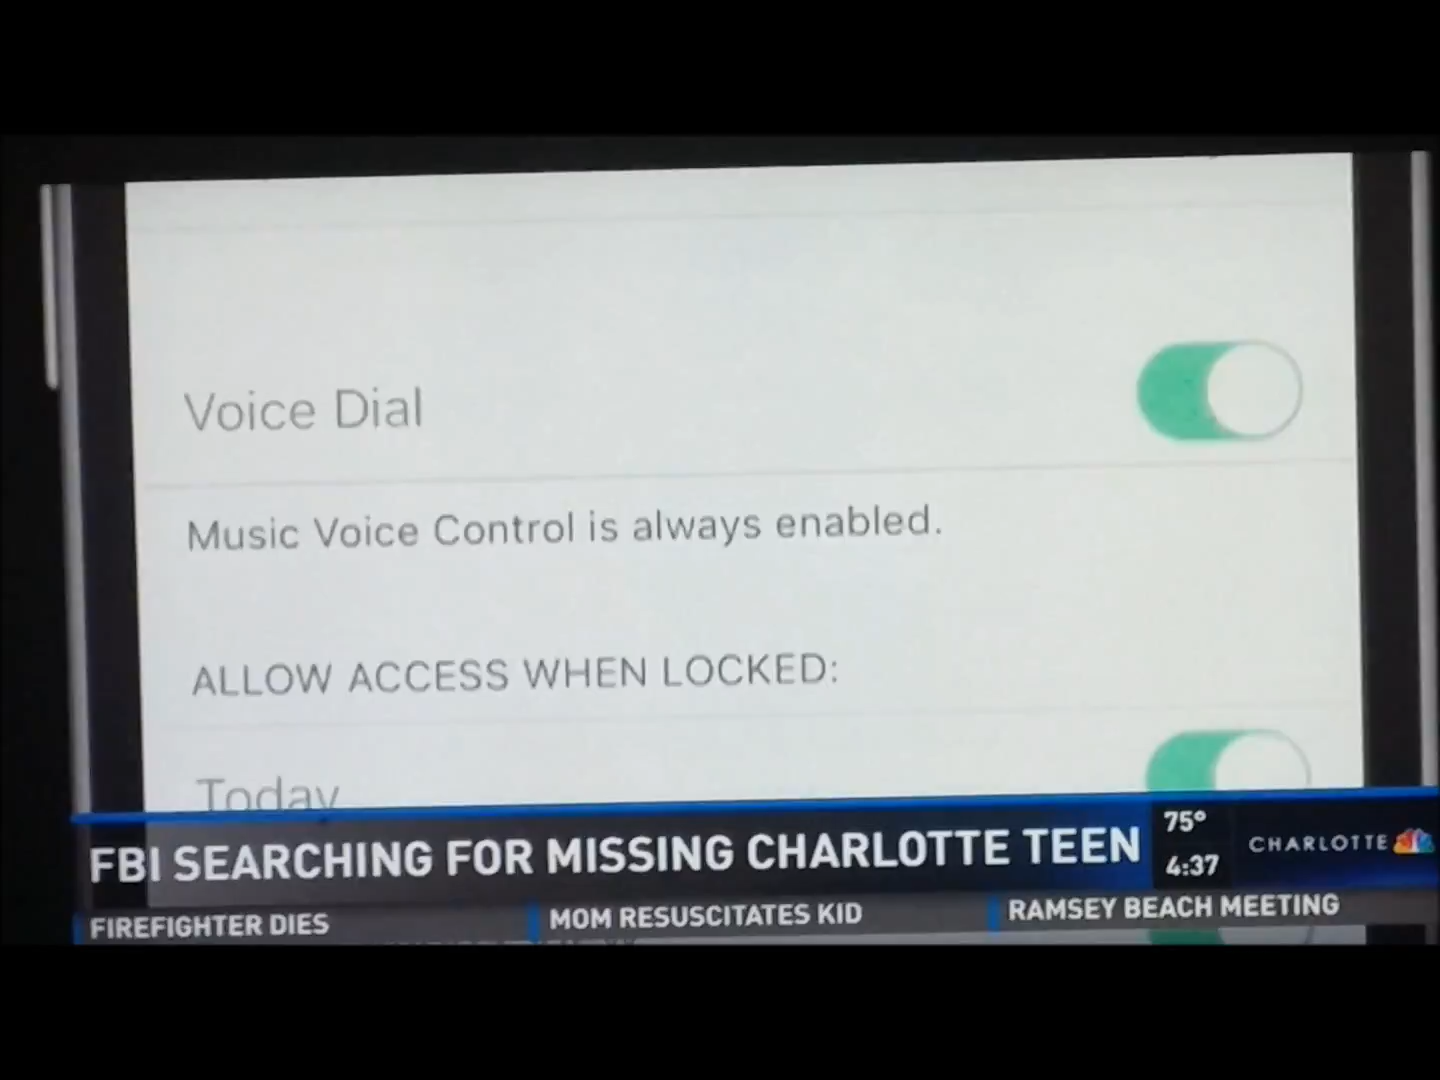 Voice Dial
Music Voice Control is always enabled.
ALLOW ACCESS WHEN LOCKED:
Today
FBI SEARCHING FOR MISSING CHARLOTTE TEEN
75°
4:37
CHARLOTTE
FIREFIGHTER DIES
MOM RESUSCITATES KID
RAMSEY BEACH MEETING